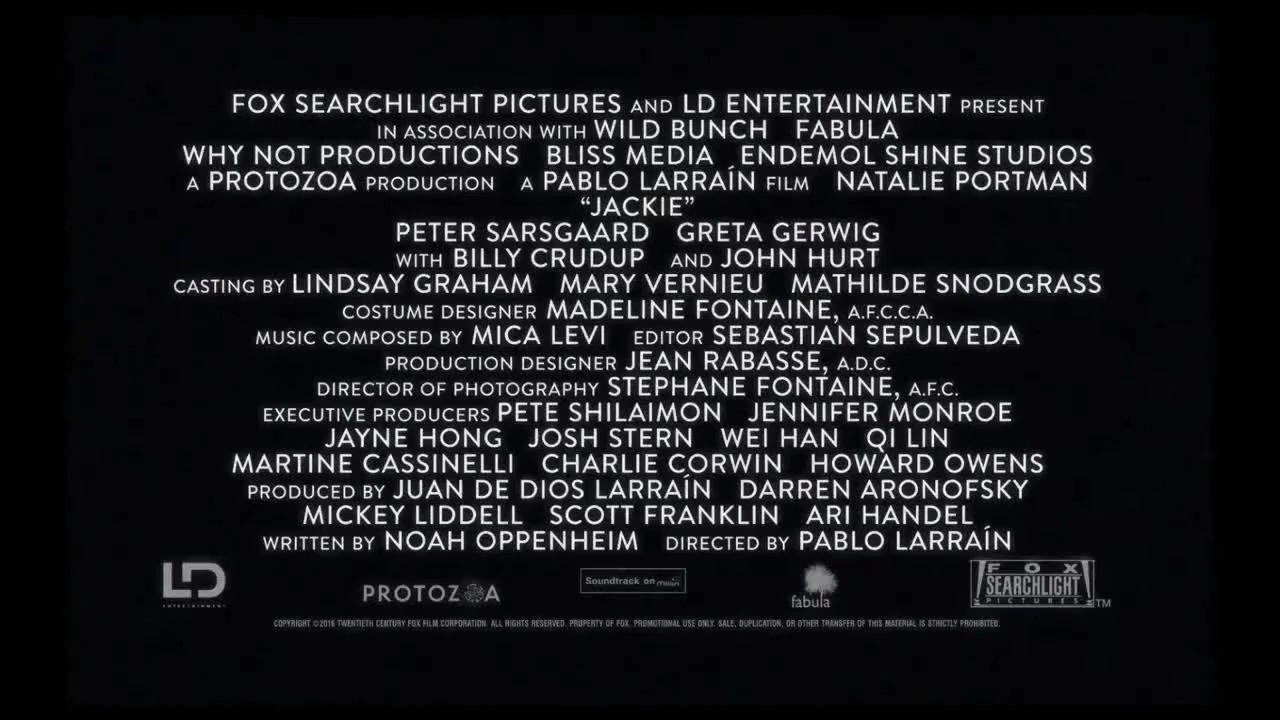 FOX SEARCHLIGHT PICTURES AND LD ENTERTAINMENT PRESENT
IN ASSOCIATION WITH WILD BUNCH FABULA
WHY NOT PRODUCTIONS BLISS MEDIA ENDEMOL SHINE STUDIOS
A PROTOZOA PRODUCTION A PABLO LARRAÍN FILM NATALIE PORTMAN
“JACKIE”
PETER SARSGAARD GRETA GERWIG
WITH BILLY CRUDUP AND JOHN HURT
CASTING BY LINDSAY GRAHAM MARY VERNIEU MATHILDE SNODGRASS
COSTUME DESIGNER MADELINE FONTAINE, A.F.C.C.A.
MUSIC COMPOSED BY MICA LEVI EDITOR SEBASTIAN SEPULVEDA
PRODUCTION DESIGNER JEAN RABASSE, A.D.C.
DIRECTOR OF PHOTOGRAPHY STEPHANE FONTAINE, A.F.C.
EXECUTIVE PRODUCERS PETE SHILAIMON JENNIFER MONROE
JAYNE HONG JOSH STERN WEI HAN QI LIN
MARTINE CASSINELLI CHARLIE CORWIN HOWARD OWENS
PRODUCED BY JUAN DE DIOS LARRAÍN DARREN ARONOFSKY
MICKEY LIDDELL SCOTT FRANKLIN ARI HANDEL
WRITTEN BY NOAH OPPENHEIM DIRECTED BY PABLO LARRAÍN
LD
ENTERTAINMENT
PROTOZOA
Soundtrack on Milan
fabula
FOX
SEARCHLIGHT
PICTURES TM
COPYRIGHT ©2016 TWENTIETH CENTURY FOX FILM CORPORATION. ALL RIGHTS RESERVED. PROPERTY OF FOX. PROMOTIONAL USE ONLY. SALE, DUPLICATION, OR OTHER TRANSFER OF THIS MATERIAL IS STRICTLY PROHIBITED.